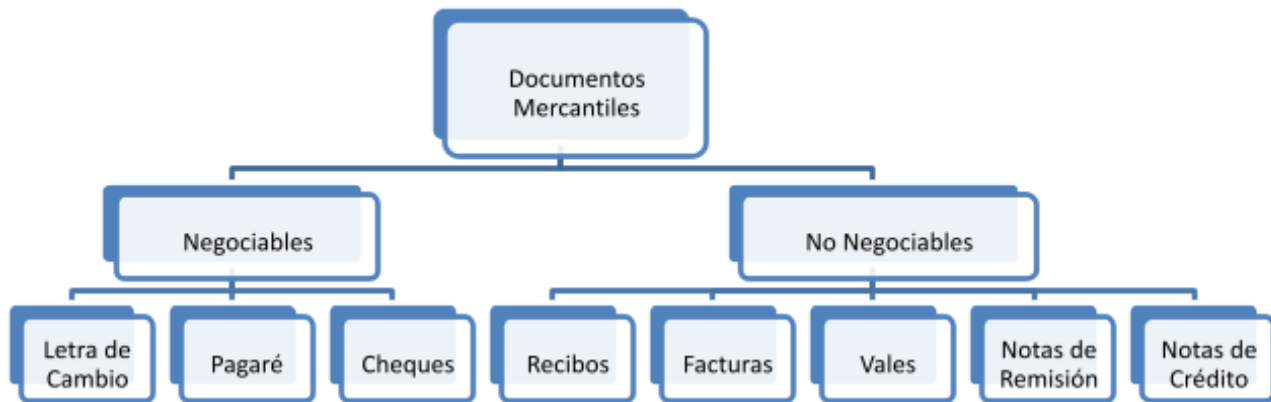 Documentos
Mercantiles
Negociables
No Negociables
Letra de
Cambio
Pagaré
Cheques
Recibos
Facturas
Vales
Notas de
Remisión
Notas de
Crédito